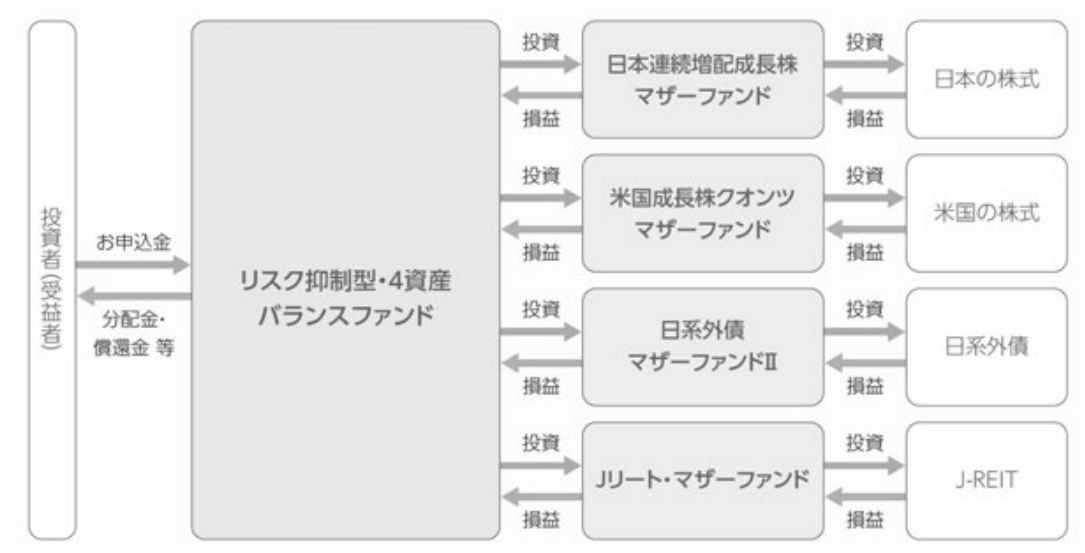 投資者(受益者)
お申込金
分配金・
償還金 等
リスク抑制型・4資産
バランスファンド
投資
損益
日本連続増配成長株
マザーファンド
投資
損益
日本の株式
投資
損益
米国成長株クオンツ
マザーファンド
投資
損益
米国の株式
投資
損益
日系外債
マザーファンドⅡ
投資
損益
日系外債
投資
損益
Jリート・マザーファンド
投資
損益
J-REIT